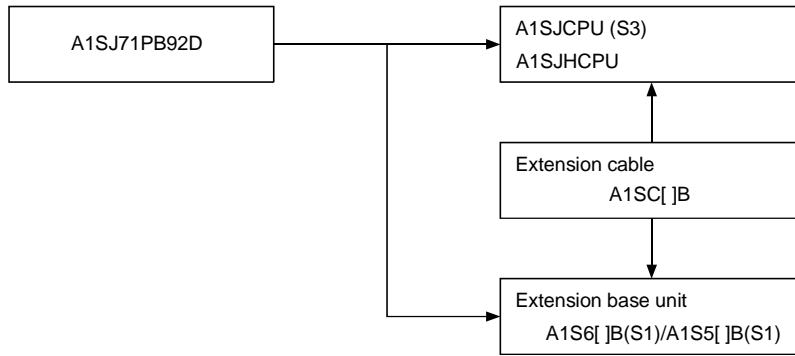 A1SJ71PB92D
A1SJCPU (S3)
A1SJHCPU
Extension cable
A1SC[ ]B
Extension base unit
A1S6[ ]B(S1)/A1S5[ ]B(S1)